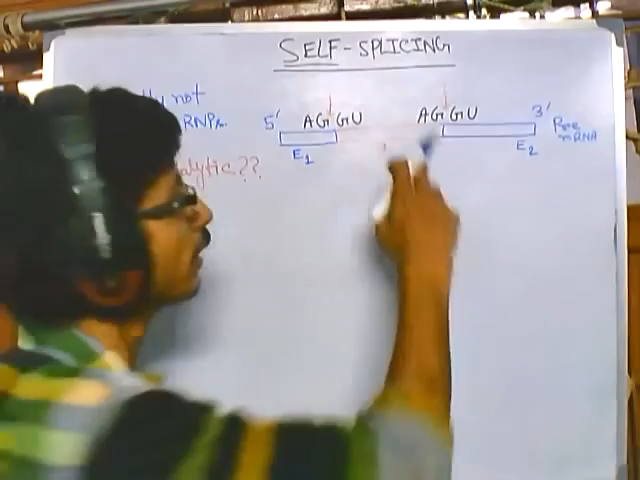 SELF-SPLICING
not
RNPs
alytic??
5' AG GU AG GU 3'
E1 E2 Pre
mRNA